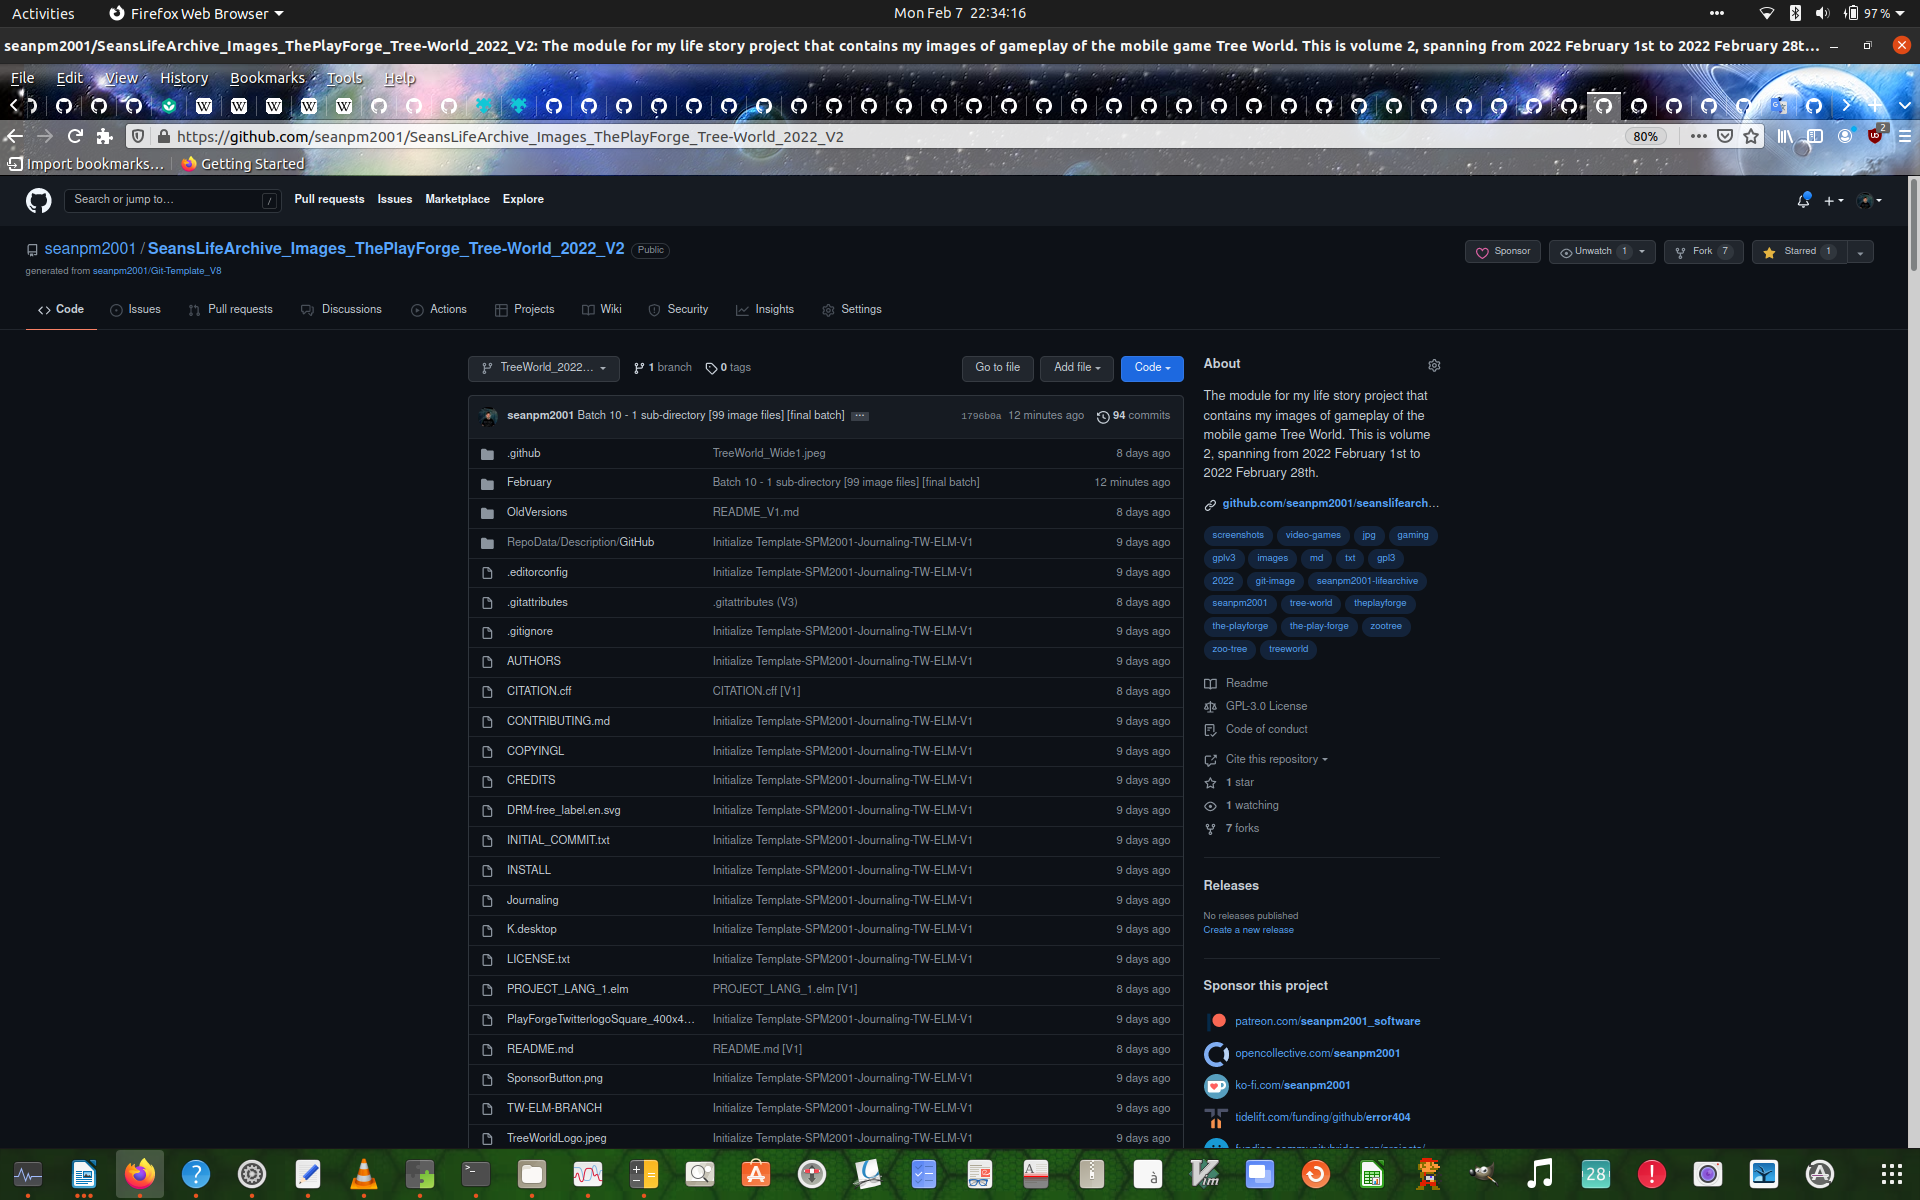 Activities Firefox Web Browser Mon Feb 7 22:34:16 97 %
seanpm2001/SeansLifeArchive_Images_ThePlayForge_Tree-World_2022_V2: The module for my life story project that contains my images of gameplay of the mobile game Tree World. This is volume 2, spanning from 2022 February 1st to 2022 February 28t...
File Edit View History Bookmarks Tools Help
https://github.com/seanpm2001/SeansLifeArchive_Images_ThePlayForge_Tree-World_2022_V2 80% 2
Import bookmarks... Getting Started
Search or jump to... / Pull requests Issues Marketplace Explore
seanpm2001 / SeansLifeArchive_Images_ThePlayForge_Tree-World_2022_V2 Public
Sponsor Unwatch 1 Fork 7 Starred 1
generated from seanpm2001/Git-Template_V8
Code Issues Pull requests Discussions Actions Projects Wiki Security Insights Settings
TreeWorld_2022... 1 branch 0 tags Go to file Add file Code
seanpm2001 Batch 10 - 1 sub-directory [99 image files] [final batch] ... 1796b0a 12 minutes ago 94 commits
.github TreeWorld_Wide1.jpeg 8 days ago
February Batch 10 - 1 sub-directory [99 image files] [final batch] 12 minutes ago
OldVersions README_V1.md 8 days ago
RepoData/Description/GitHub Initialize Template-SPM2001-Journaling-TW-ELM-V1 9 days ago
.editorconfig Initialize Template-SPM2001-Journaling-TW-ELM-V1 9 days ago
.gitattributes .gitattributes (V3) 8 days ago
.gitignore Initialize Template-SPM2001-Journaling-TW-ELM-V1 9 days ago
AUTHORS Initialize Template-SPM2001-Journaling-TW-ELM-V1 9 days ago
CITATION.cff CITATION.cff [V1] 8 days ago
CONTRIBUTING.md Initialize Template-SPM2001-Journaling-TW-ELM-V1 9 days ago
COPYINGL Initialize Template-SPM2001-Journaling-TW-ELM-V1 9 days ago
CREDITS Initialize Template-SPM2001-Journaling-TW-ELM-V1 9 days ago
DRM-free_label.en.svg Initialize Template-SPM2001-Journaling-TW-ELM-V1 9 days ago
INITIAL_COMMIT.txt Initialize Template-SPM2001-Journaling-TW-ELM-V1 9 days ago
INSTALL Initialize Template-SPM2001-Journaling-TW-ELM-V1 9 days ago
Journaling Initialize Template-SPM2001-Journaling-TW-ELM-V1 9 days ago
K.desktop Initialize Template-SPM2001-Journaling-TW-ELM-V1 9 days ago
LICENSE.txt Initialize Template-SPM2001-Journaling-TW-ELM-V1 9 days ago
PROJECT_LANG_1.elm PROJECT_LANG_1.elm [V1] 8 days ago
PlayForgeTwitterlogoSquare_400x4... Initialize Template-SPM2001-Journaling-TW-ELM-V1 9 days ago
README.md README.md [V1] 8 days ago
SponsorButton.png Initialize Template-SPM2001-Journaling-TW-ELM-V1 9 days ago
TW-ELM-BRANCH Initialize Template-SPM2001-Journaling-TW-ELM-V1 9 days ago
TreeWorldLogo.jpeg Initialize Template-SPM2001-Journaling-TW-ELM-V1 9 days ago
About
The module for my life story project that
contains my images of gameplay of the
mobile game Tree World. This is volume
2, spanning from 2022 February 1st to
2022 February 28th.
github.com/seanpm2001/seanslifearch...
screenshots video-games jpg gaming
gplv3 images md txt gpl3
2022 git-image seanpm2001-lifearchive
seanpm2001 tree-world theplayforge
the-playforge the-play-forge zootree
zoo-tree treeworld
Readme
GPL-3.0 License
Code of conduct
Cite this repository
1 star
1 watching
7 forks
Releases
No releases published
Create a new release
Sponsor this project
patreon.com/seanpm2001_software
opencollective.com/seanpm2001
ko-fi.com/seanpm2001
tidelift.com/funding/github/error404
28